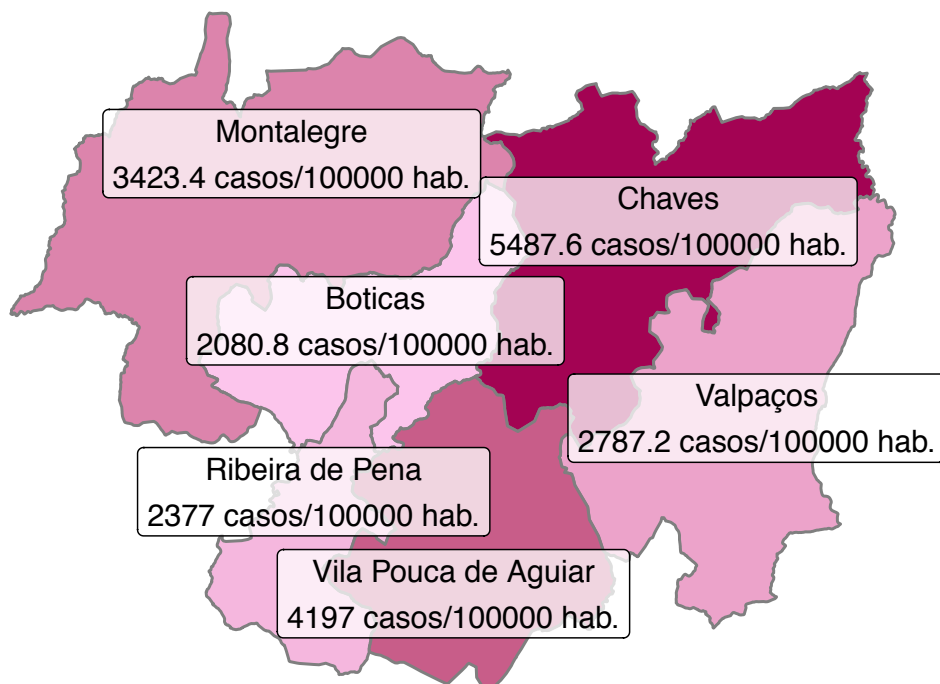 Montalegre
3423.4 casos/100000 hab.
Chaves
5487.6 casos/100000 hab.
Boticas
2080.8 casos/100000 hab.
Valpaços
2787.2 casos/100000 hab.
Ribeira de Pena
2377 casos/100000 hab.
Vila Pouca de Aguiar
4197 casos/100000 hab.